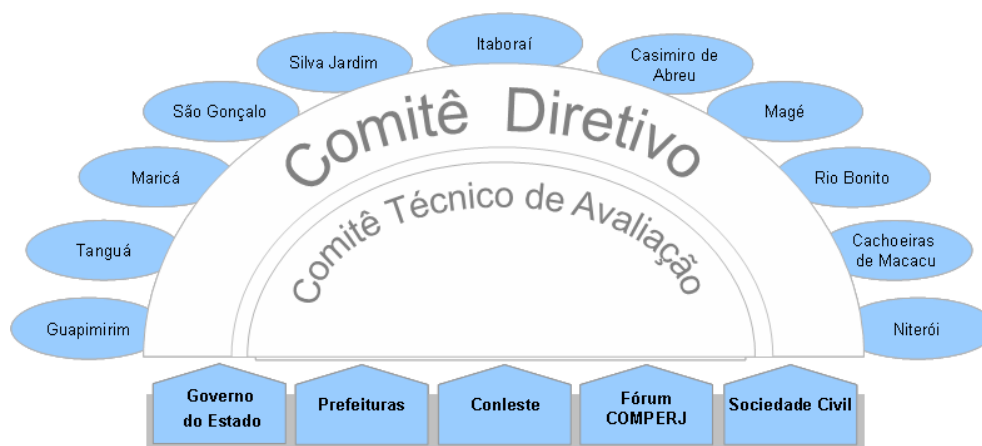 Itaboraí
Silva Jardim
Casimiro de
Abreu
São Gonçalo
Magé
Maricá
Rio Bonito
Tanguá
Cachoeiras
de Macacu
Guapimirim
Niterói
Comitê Diretivo
Comitê Técnico de Avaliação
Governo
do Estado
Prefeituras
Conleste
Fórum
COMPERJ
Sociedade Civil